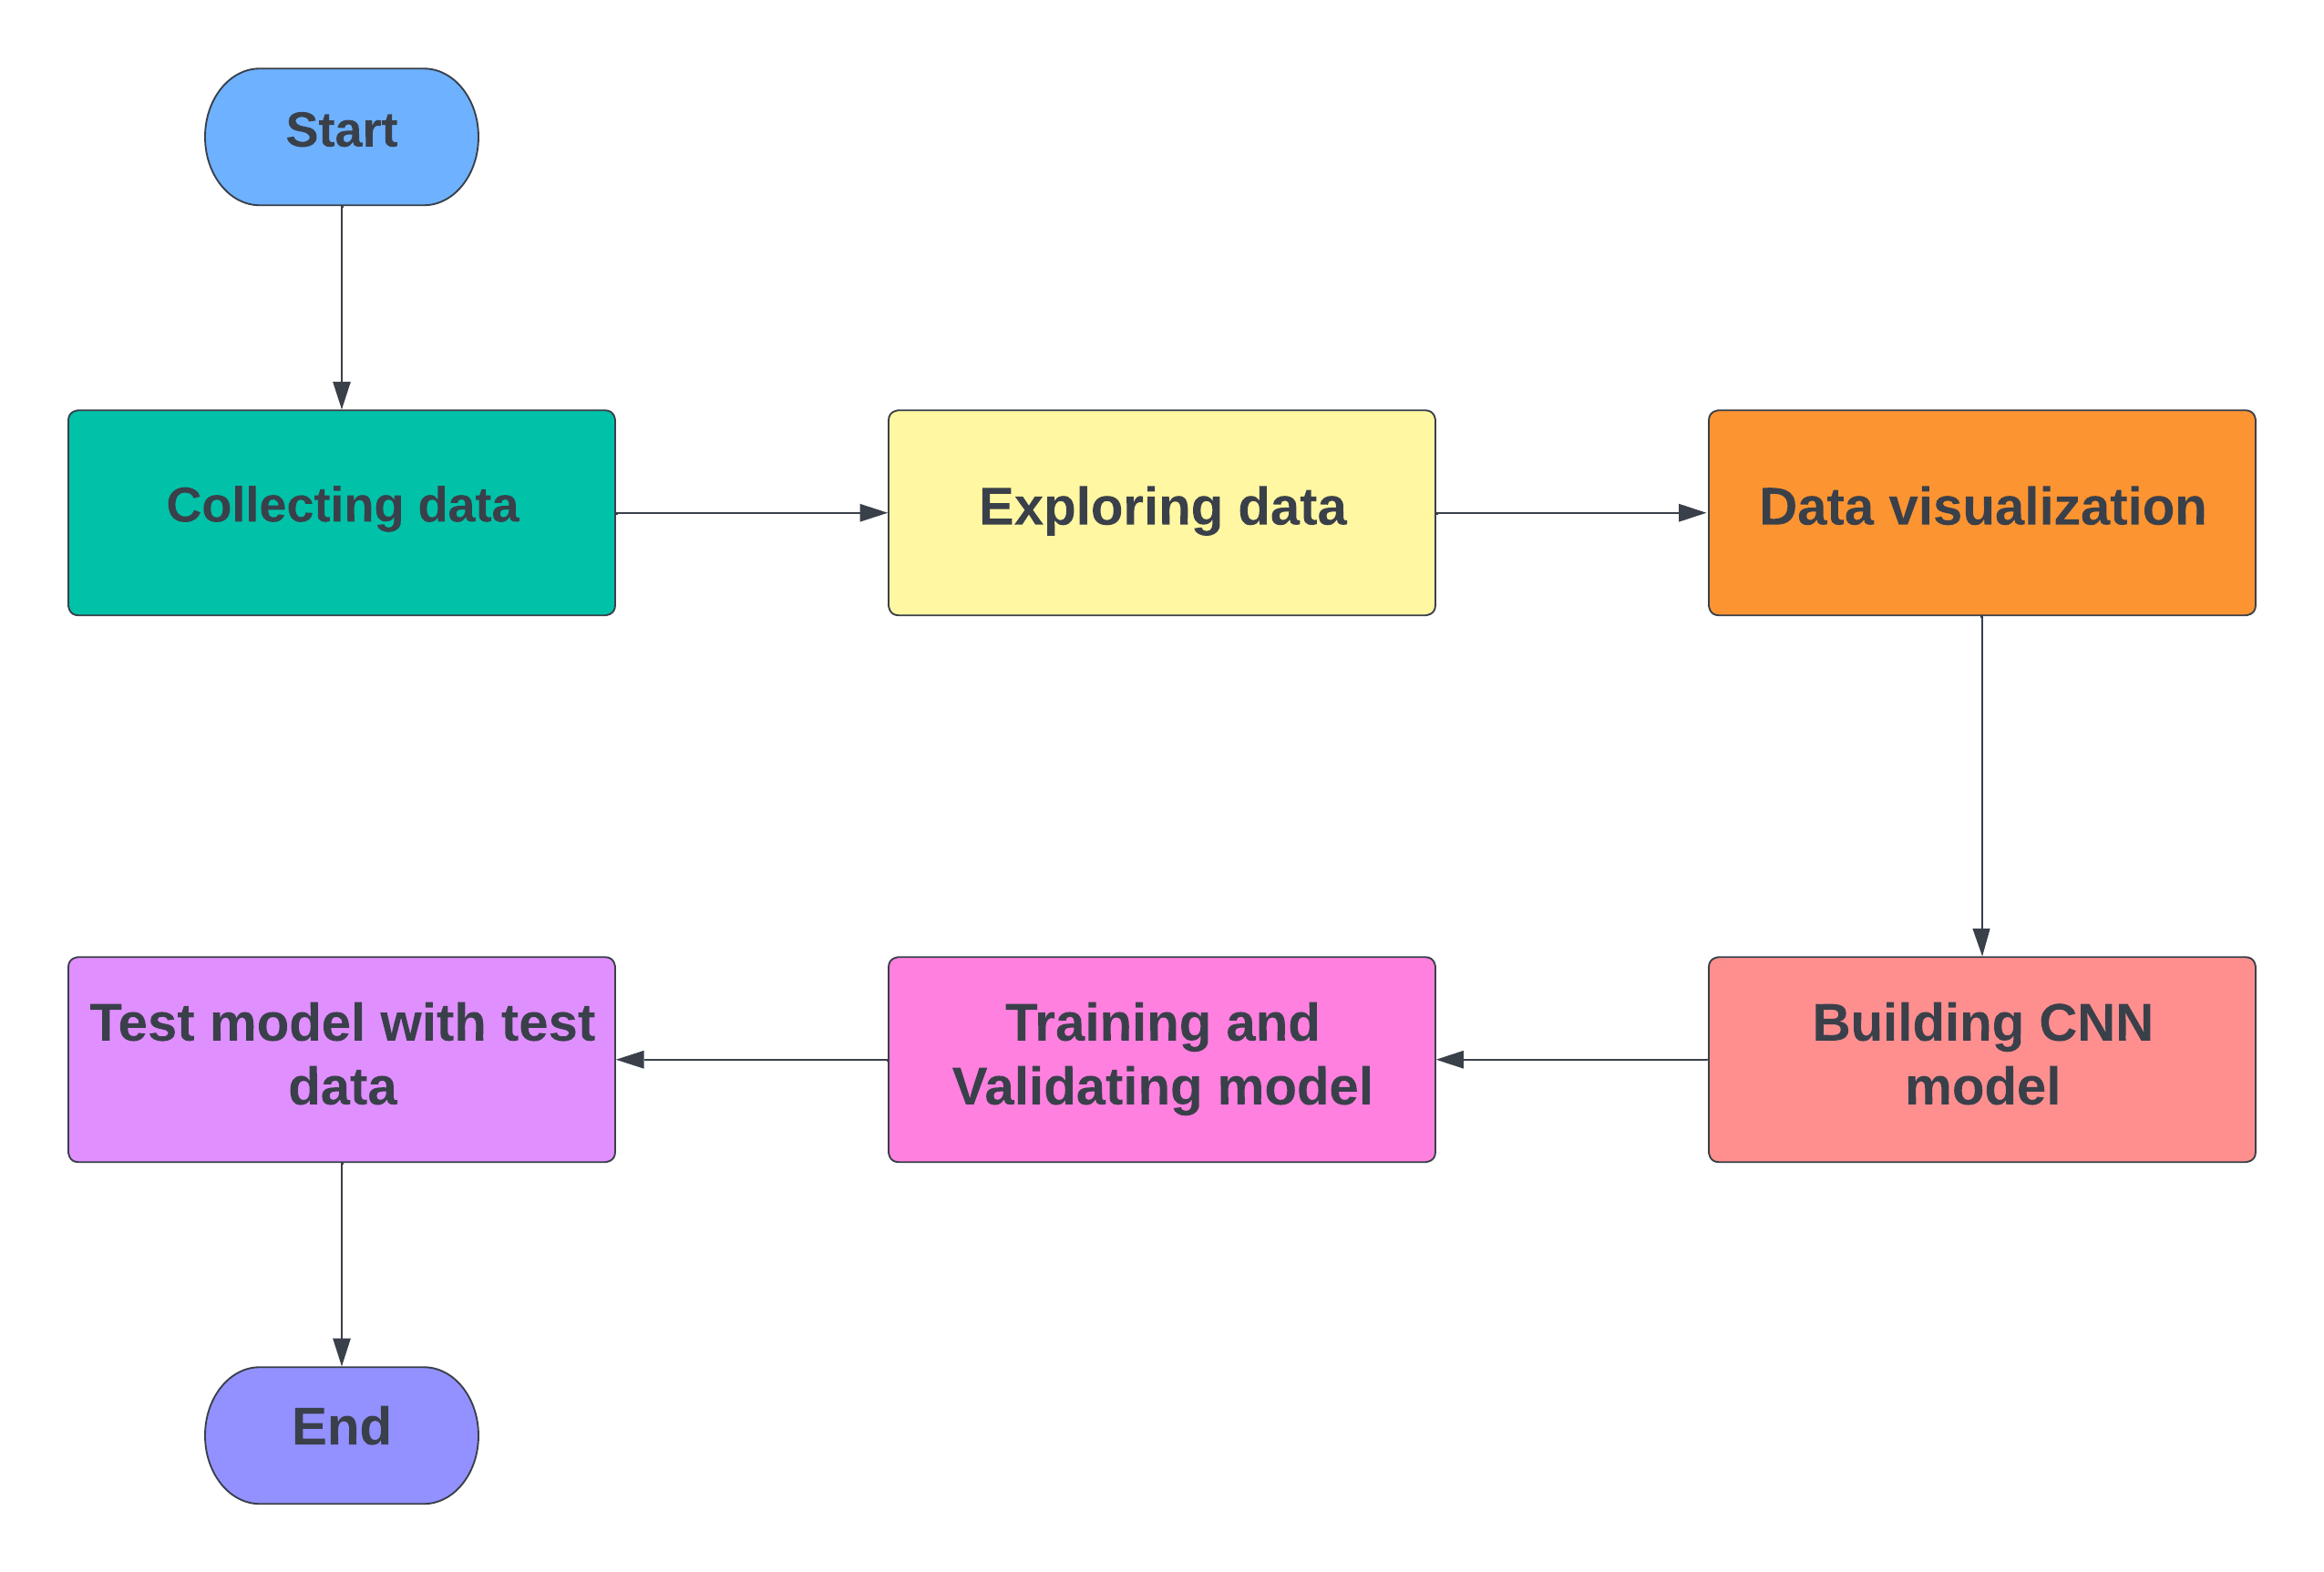 Start
Collecting data
Exploring data
Data visualization
Building CNN
model
Training and
Validating model
Test model with test
data
End